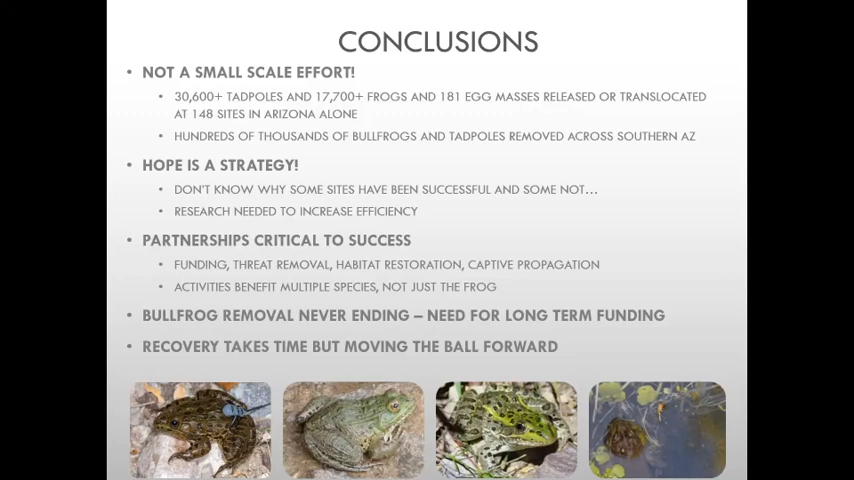 CONCLUSIONS
• NOT A SMALL SCALE EFFORT!
• 30,600+ TADPOLES AND 17,700+ FROGS AND 181 EGG MASSES RELEASED OR TRANSLOCATED
AT 148 SITES IN ARIZONA ALONE
• HUNDREDS OF THOUSANDS OF BULLFROGS AND TADPOLES REMOVED ACROSS SOUTHERN AZ
• HOPE IS A STRATEGY!
• DON'T KNOW WHY SOME SITES HAVE BEEN SUCCESSFUL AND SOME NOT…
• RESEARCH NEEDED TO INCREASE EFFICIENCY
• PARTNERSHIPS CRITICAL TO SUCCESS
• FUNDING, THREAT REMOVAL, HABITAT RESTORATION, CAPTIVE PROPAGATION
• ACTIVITIES BENEFIT MULTIPLE SPECIES, NOT JUST THE FROG
• BULLFROG REMOVAL NEVER ENDING – NEED FOR LONG TERM FUNDING
• RECOVERY TAKES TIME BUT MOVING THE BALL FORWARD